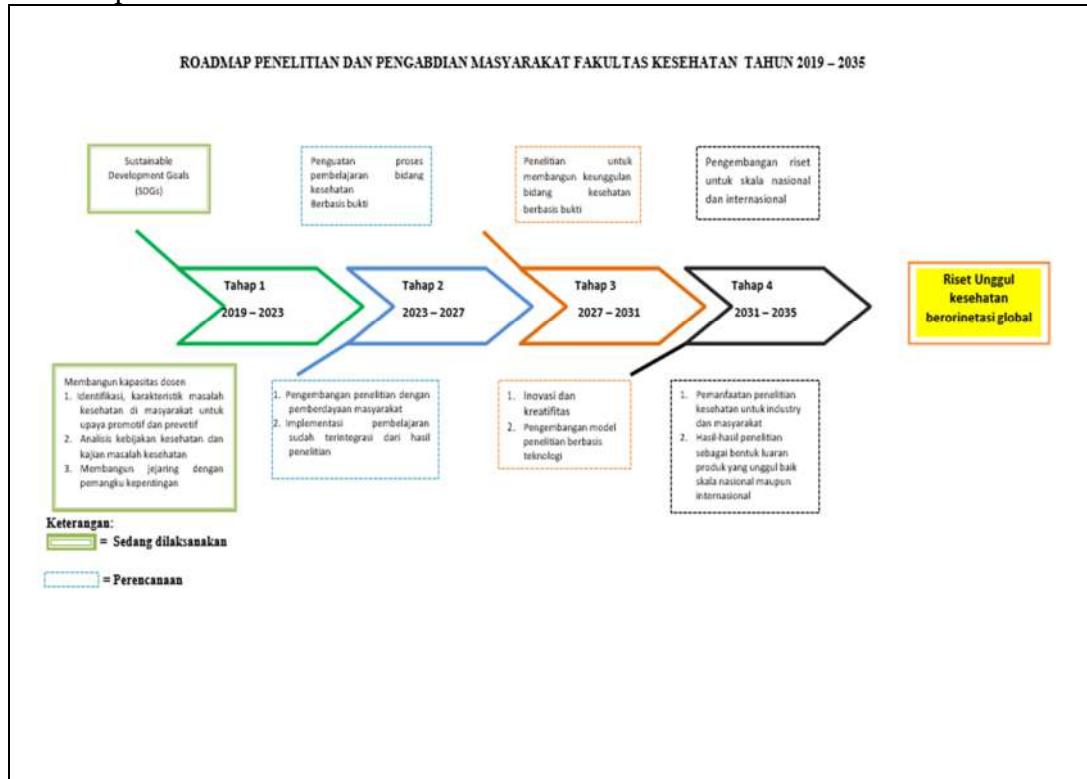 ROADMAP PENELITIAN DAN PENGABDIAN MASYARAKAT FAKULTAS KESEHATAN TAHUN 2019 – 2035
Sustainable
Development Goals
(SDGs)
Penguatan proses
pembelajaran bidang
kesehatan
Berbasis bukti
Penelitian untuk
membangun keunggulan
bidang kesehatan
berbasis bukti
Pengembangan riset
untuk skala nasional
dan internasional
Tahap 1
2019 – 2023
Tahap 2
2023 – 2027
Tahap 3
2027 – 2031
Tahap 4
2031 – 2035
Riset Unggul
kesehatan
berorinetasi global
Membangun kapasitas dosen
1. Identifikasi, karakteristik masalah
kesehatan di masyarakat untuk
upaya promotif dan prevetif
2. Analisis kebijakan kesehatan dan
kajian masalah kesehatan
3. Membangun jejaring dengan
pemangku kepentingan
1. Pengembangan penelitian dengan
pemberdayaan masyarakat
2. Implementasi pembelajaran
sudah terintegrasi dari hasil
penelitian
1. Inovasi dan
kreatifitas
2. Pengembangan model
penelitian berbasis
teknologi
1. Pemanfaatan penelitian
kesehatan untuk industry
dan masyarakat
2. Hasil-hasil penelitian
sebagai bentuk luaran
produk yang unggul baik
skala nasional maupun
internasional
Keterangan:
= Sedang dilaksanakan
= Perencanaan